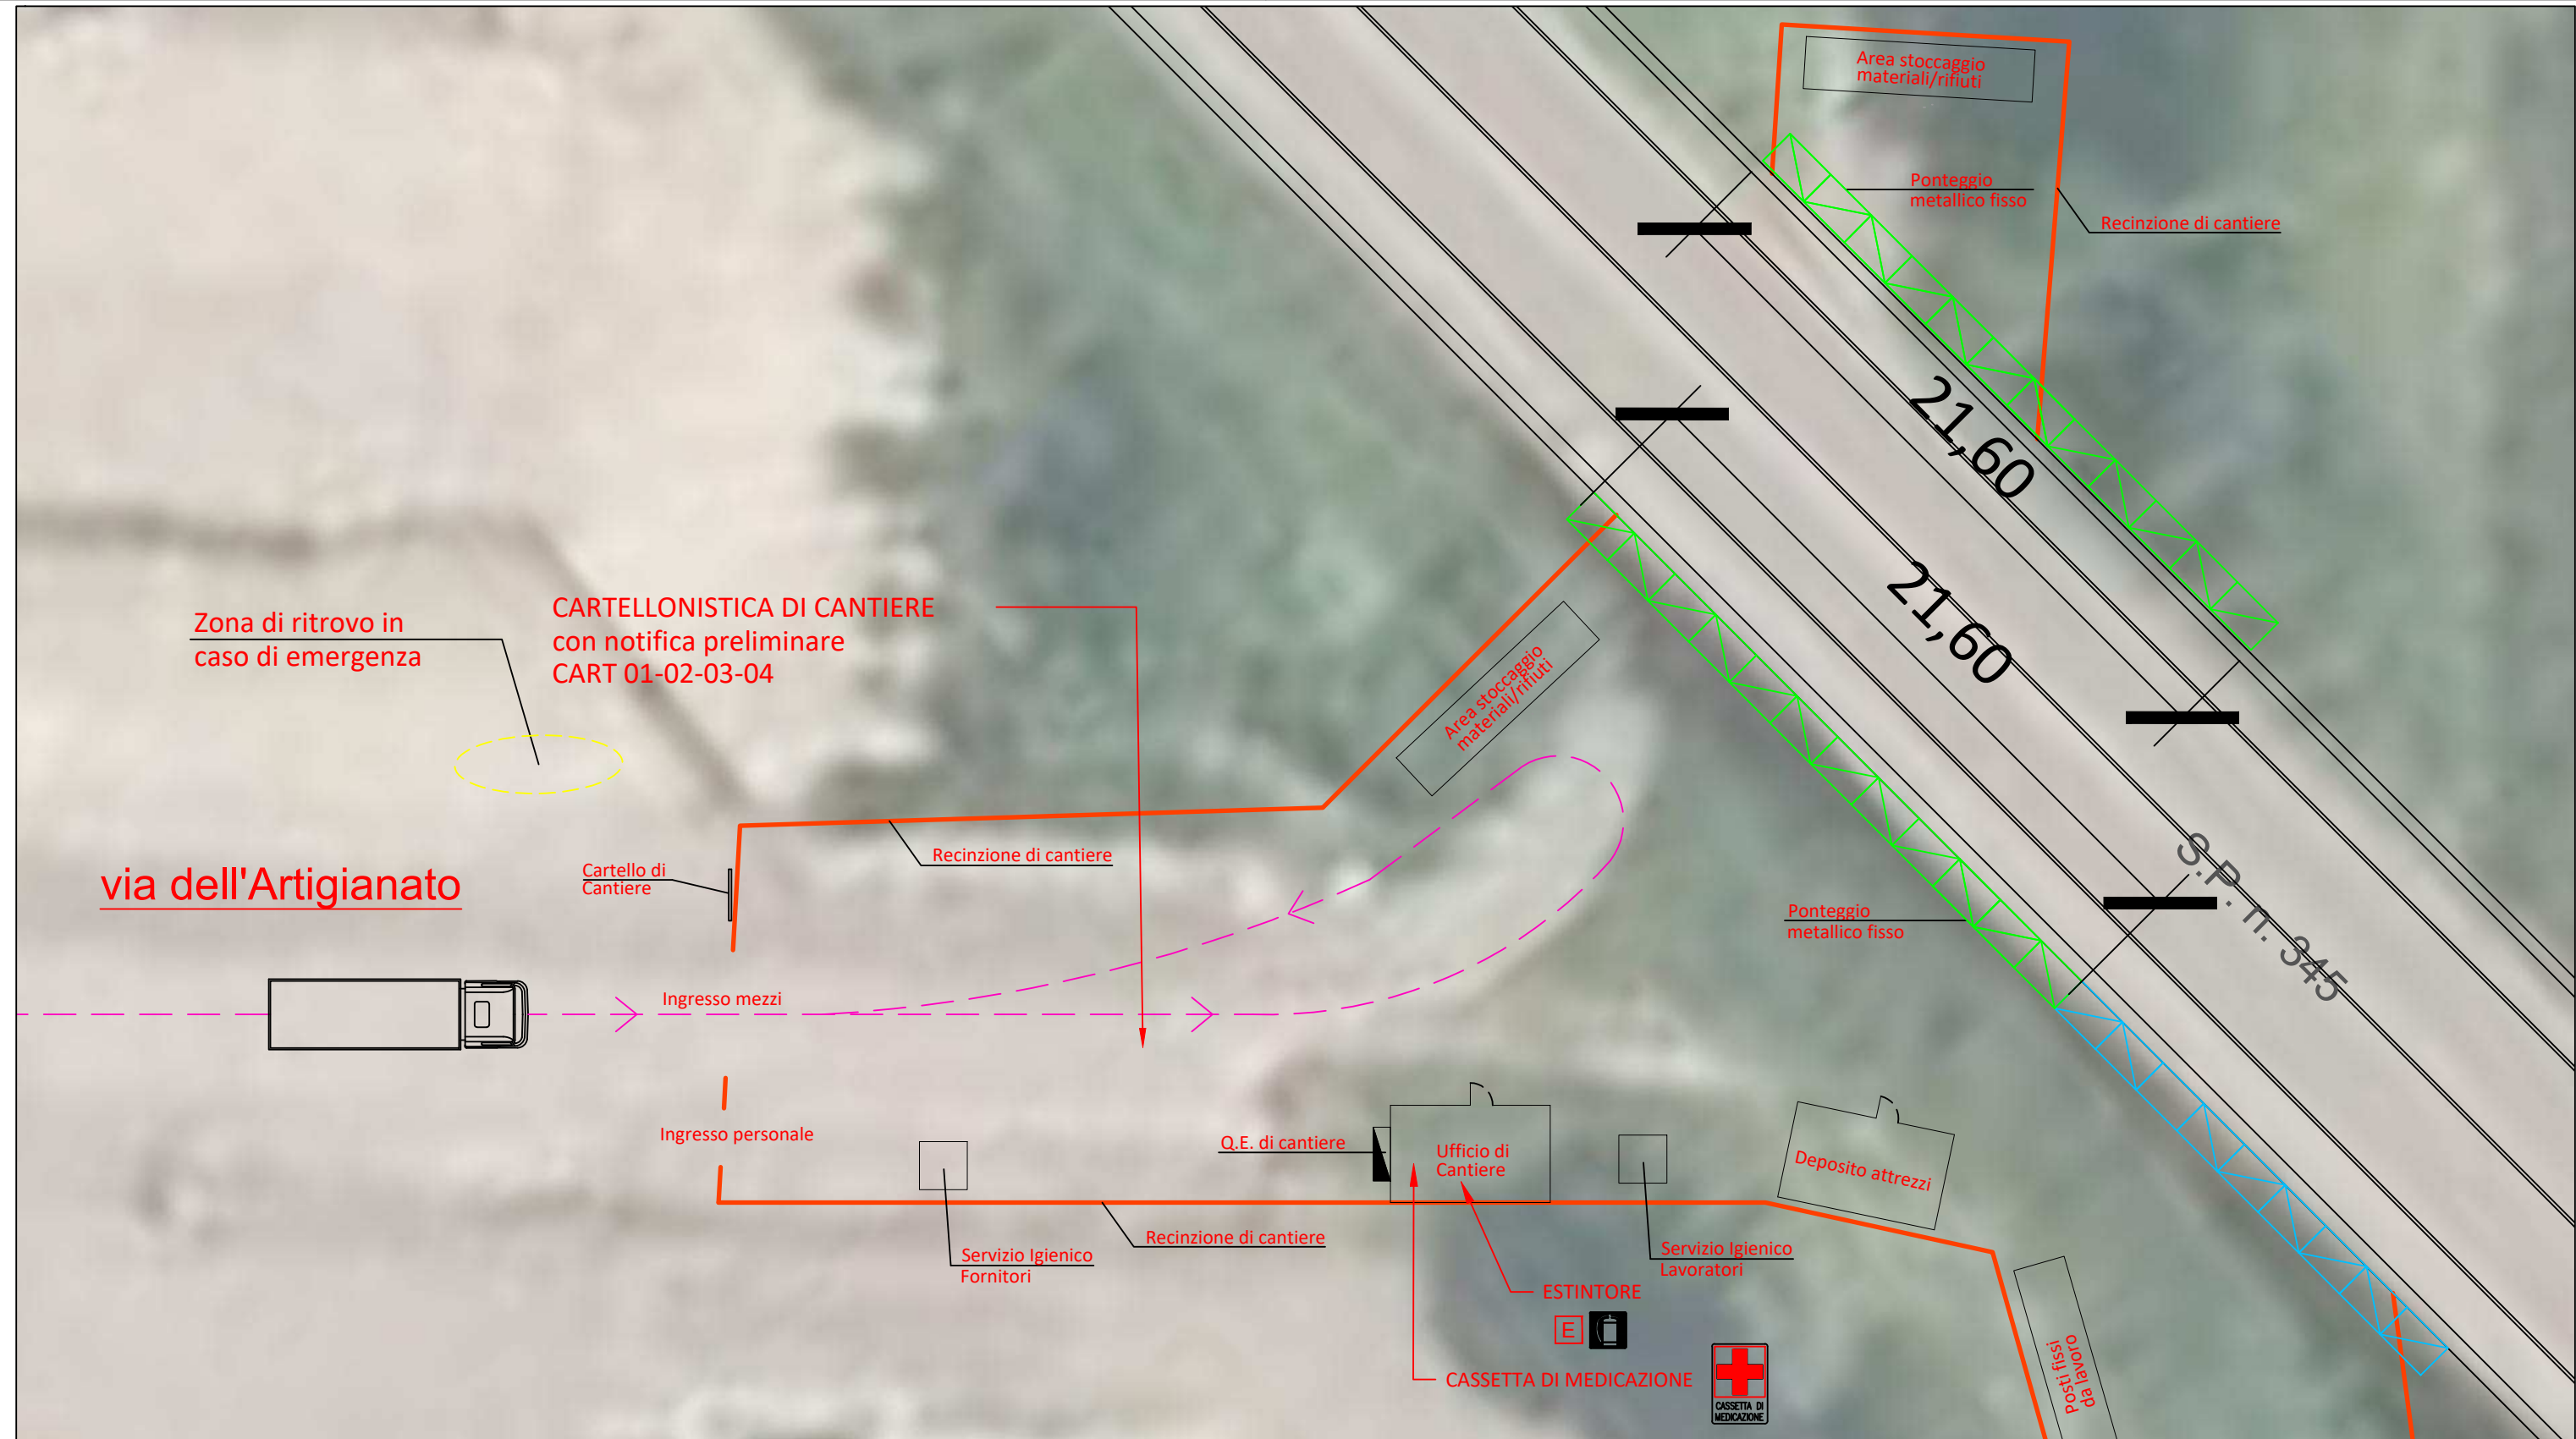 Area stoccaggio
materiali/rifiuti
Ponteggio
metallico fisso
Recinzione di cantiere
21,60
21,60
Zona di ritrovo in
caso di emergenza
CARTELLONISTICA DI CANTIERE
con notifica preliminare
CART 01-02-03-04
Area stoccaggio
materiali/rifiuti
Recinzione di cantiere
Cartello di
Cantiere
via dell'Artigianato
Ponteggio
metallico fisso
S.P. n. 345
Ingresso mezzi
Ingresso personale
Q.E. di cantiere
Ufficio di
Cantiere
Deposito attrezzi
Servizio Igienico
Fornitori
Recinzione di cantiere
Servizio Igienico
Lavoratori
ESTINTORE
E
CASSETTA DI MEDICAZIONE
CASSETTA DI
MEDICAZIONE
Posti fissi
da lavoro